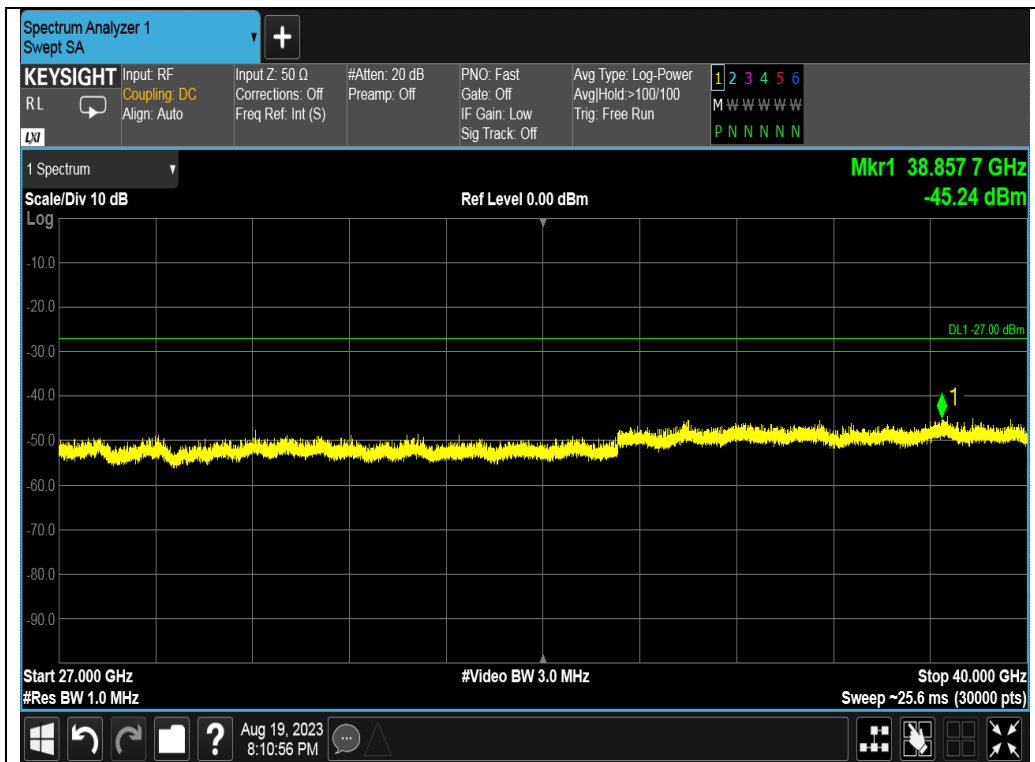 Spectrum Analyzer 1
Swept SA
+
KEYSIGHT
RL
LXI
Input: RF
Coupling: DC
Align: Auto
Input Z: 50 Ω
Corrections: Off
Freq Ref: Int (S)
#Atten: 20 dB
Preamp: Off
PNO: Fast
Gate: Off
IF Gain: Low
Sig Track: Off
Avg Type: Log-Power
Avg|Hold:>100/100
Trig: Free Run
1 2 3 4 5 6
M W W W W W
P N N N N N
1 Spectrum
Mkr1 38.857 7 GHz
-45.24 dBm
Scale/Div 10 dB
Ref Level 0.00 dBm
Log
-10.0
-20.0
DL1 -27.00 dBm
-30.0
-40.0
1
-50.0
-60.0
-70.0
-80.0
-90.0
Start 27.000 GHz
#Video BW 3.0 MHz
Stop 40.000 GHz
#Res BW 1.0 MHz
Sweep ~25.6 ms (30000 pts)
?
Aug 19, 2023
8:10:56 PM